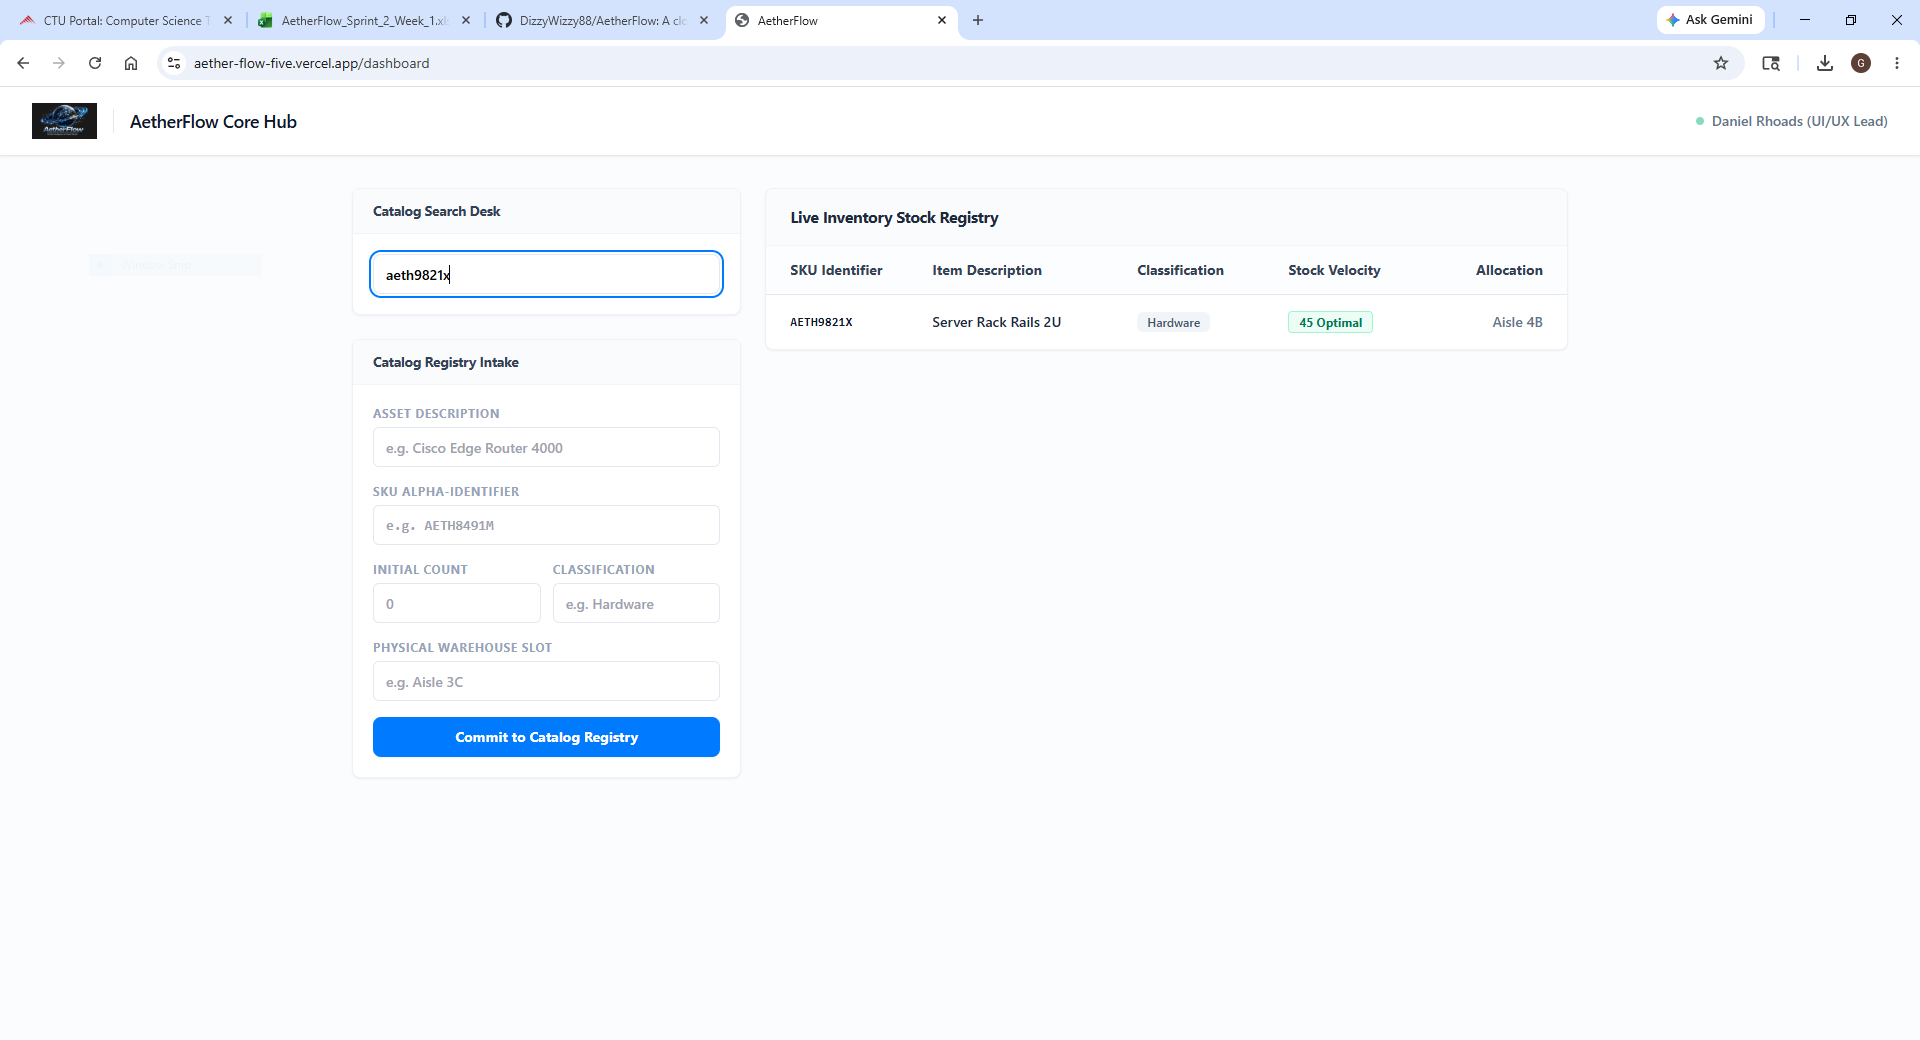 CTU Portal: Computer Science T
AetherFlow_Sprint_2_Week_1.xls
DizzyWizzy88/AetherFlow: A clo
AetherFlow
Ask Gemini
aether-flow-five.vercel.app/dashboard
G
AetherFlow
AetherFlow Core Hub
Daniel Rhoads (UI/UX Lead)
Catalog Search Desk
aeth9821x
Catalog Registry Intake
ASSET DESCRIPTION
e.g. Cisco Edge Router 4000
SKU ALPHA-IDENTIFIER
e.g. AETH8491M
INITIAL COUNT
CLASSIFICATION
0
e.g. Hardware
PHYSICAL WAREHOUSE SLOT
e.g. Aisle 3C
Commit to Catalog Registry
Live Inventory Stock Registry
SKU Identifier Item Description Classification Stock Velocity Allocation
AETH9821X Server Rack Rails 2U Hardware 45 Optimal Aisle 4B